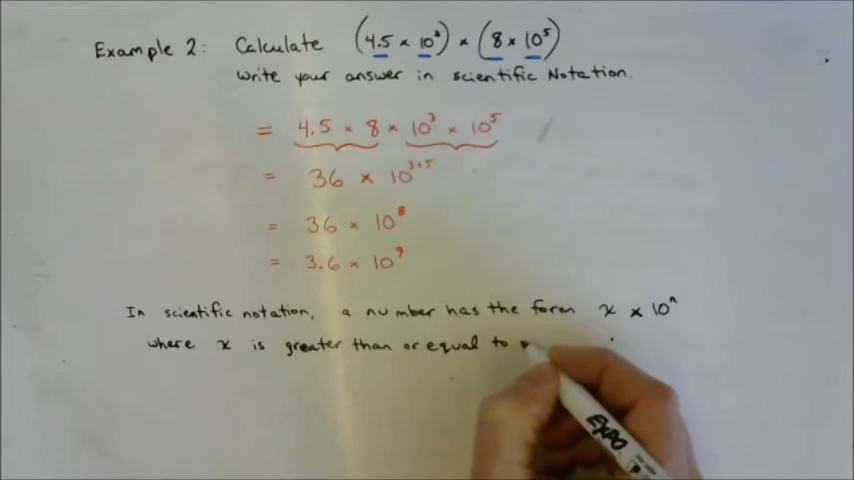 Example 2: Calculate (4.5 × 10³) × (8 × 10⁵)
Write your answer in scientific Notation.
= 4.5 × 8 × 10³ × 10⁵
= 36 × 10³⁺⁵
= 36 × 10⁸
= 3.6 × 10⁹
In scientific notation, a number has the form x × 10ⁿ
where x is greater than or equal to
EXPO